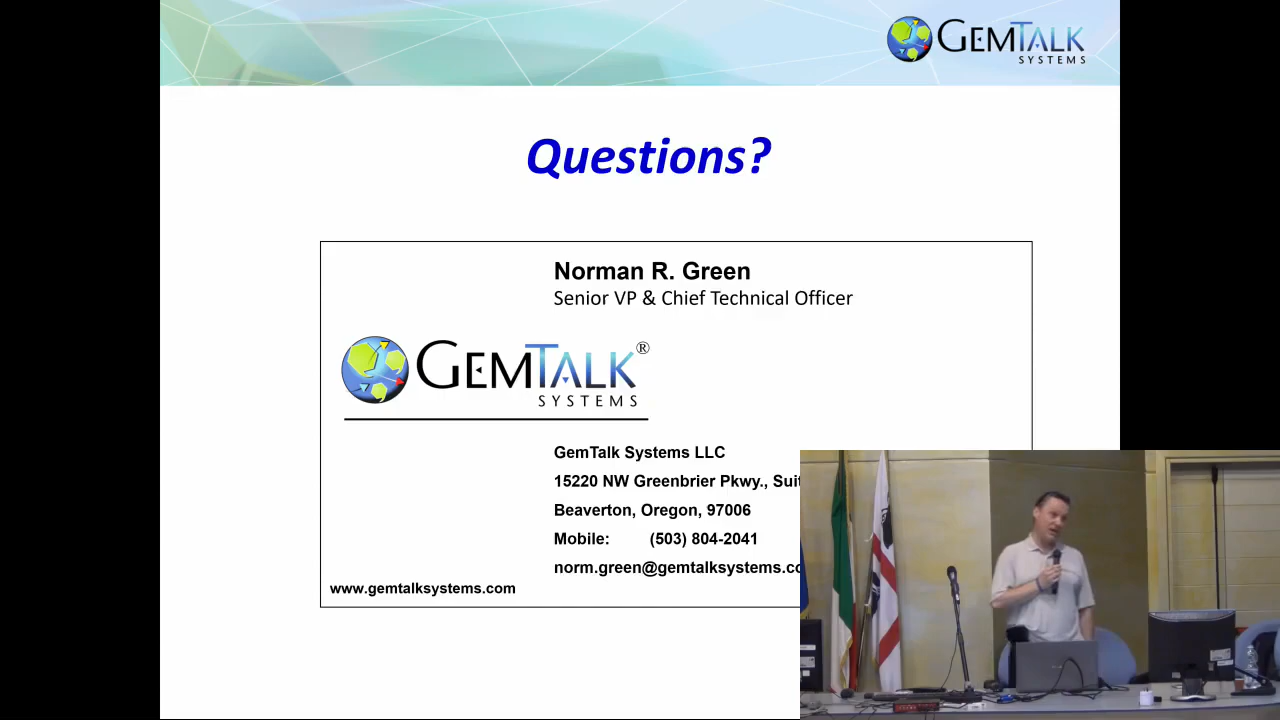 GEMTALK
SYSTEMS
Questions?
Norman R. Green
Senior VP & Chief Technical Officer
GEMTALK®
SYSTEMS
GemTalk Systems LLC
15220 NW Greenbrier Pkwy., Suit
Beaverton, Oregon, 97006
Mobile: (503) 804-2041
norm.green@gemtalksystems.co
www.gemtalksystems.com